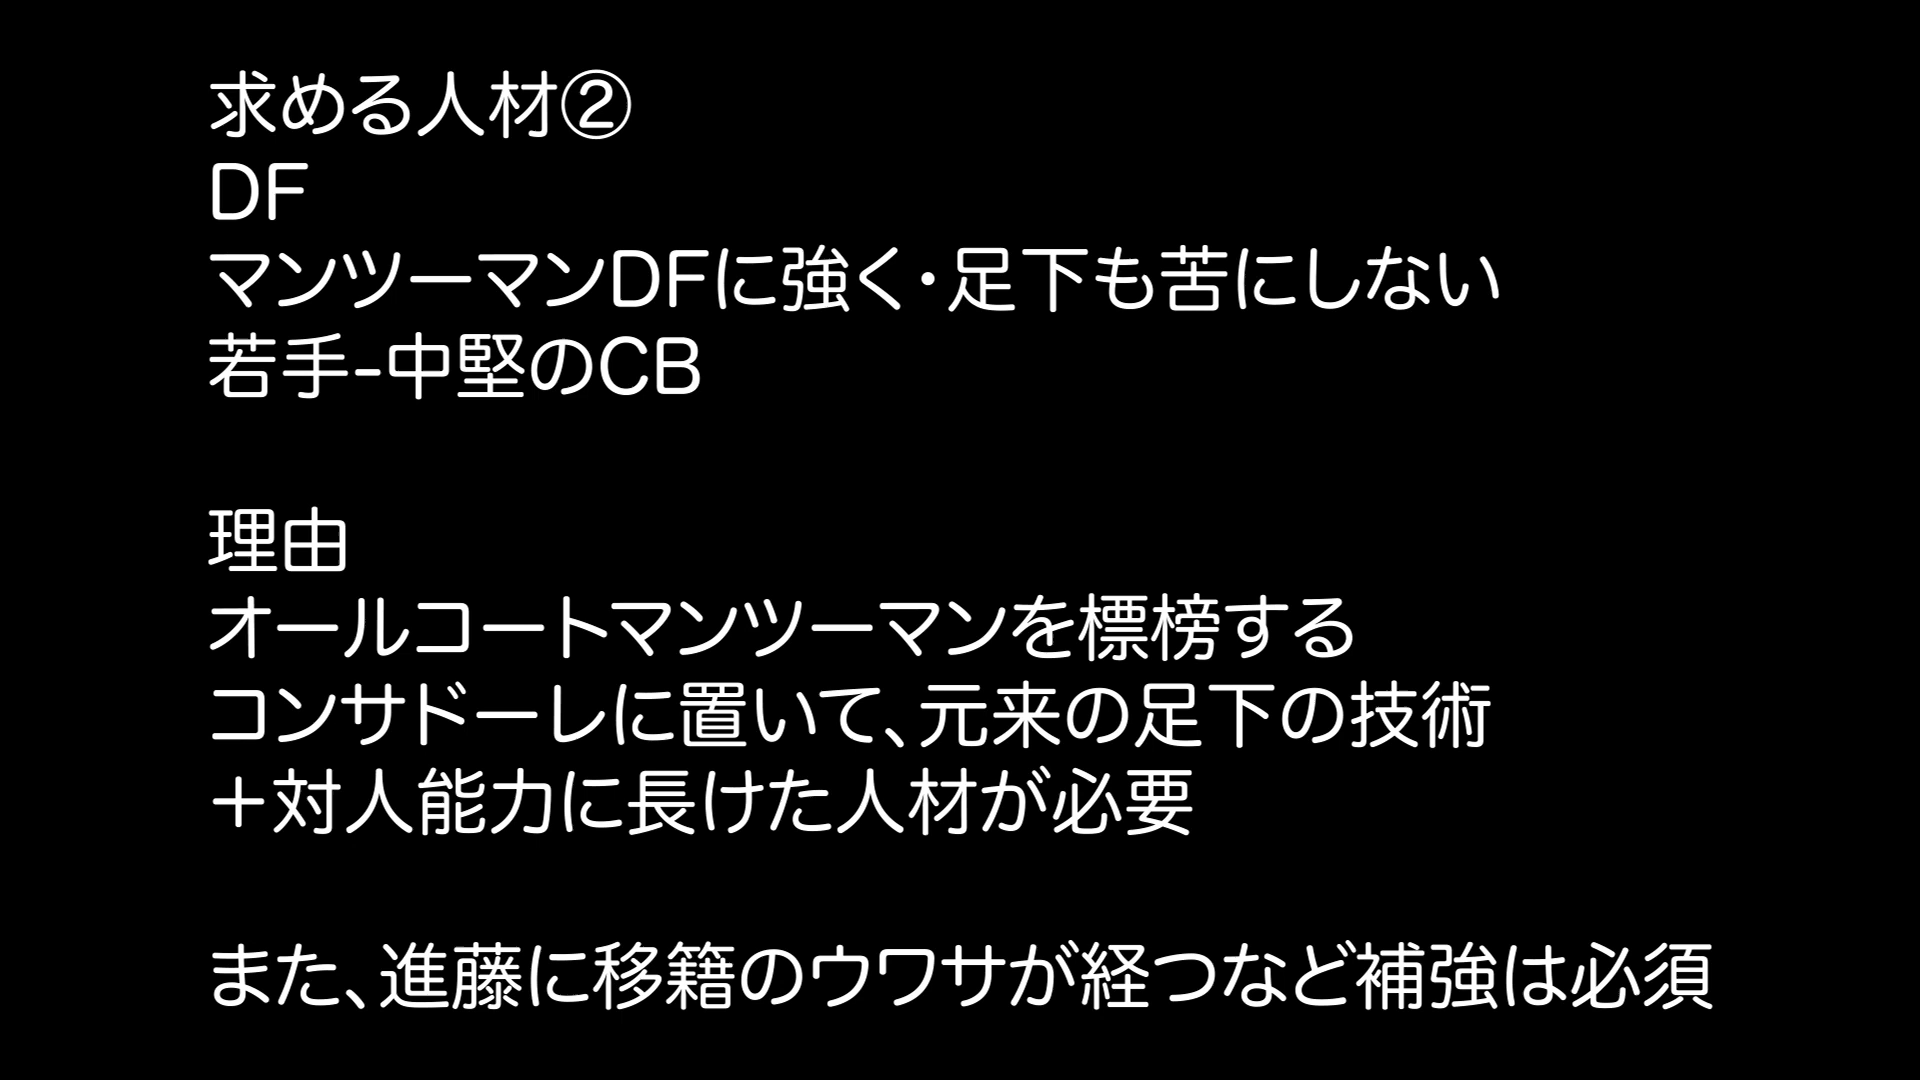 求める人材②
DF
マンツーマンDFに強く・足下も苦にしない
若手-中堅のCB
理由
オールコートマンツーマンを標榜する
コンサドーレに置いて、元来の足下の技術
＋対人能力に長けた人材が必要
また、進藤に移籍のウワサが経つなど補強は必須